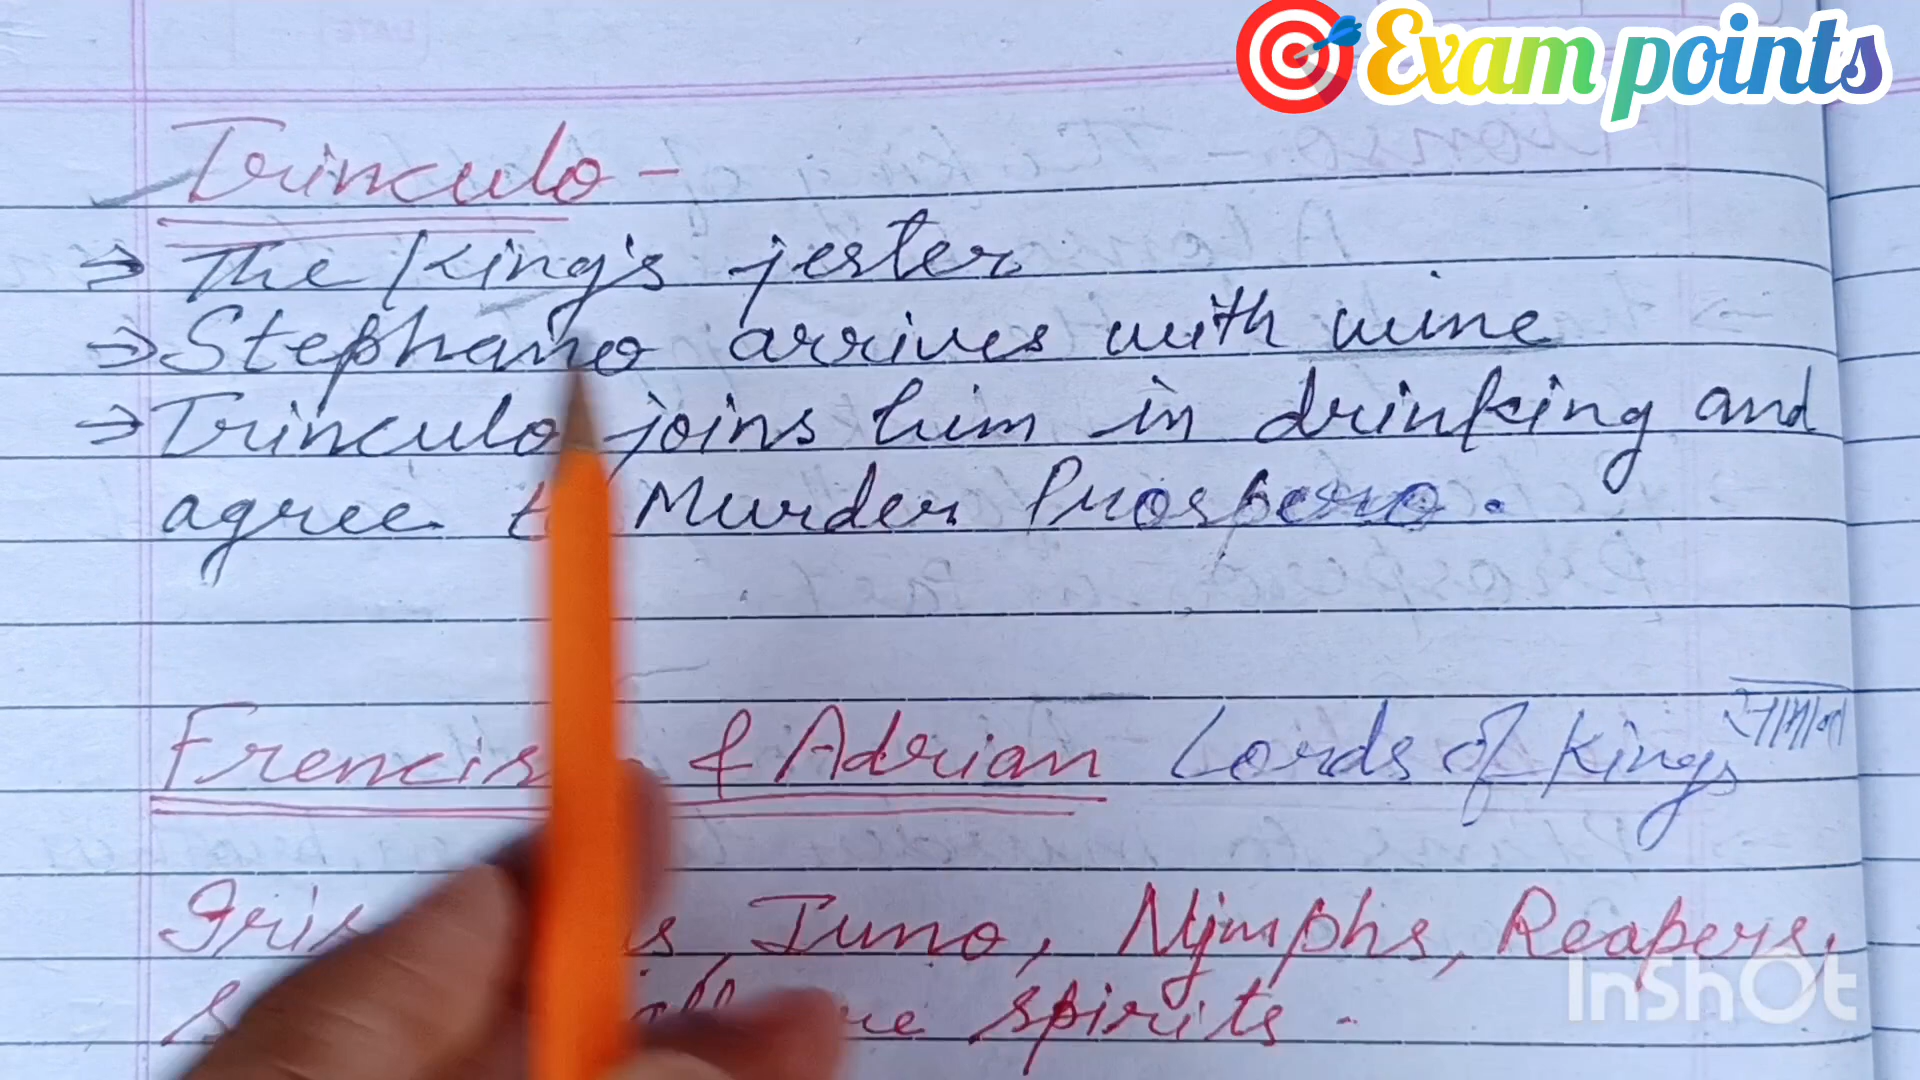 Exam points
Trinculo -
→ The King's jester
→ Stephano arrives with wine
→ Trinculo joins him in drinking and
agree Murder Prospero.
& Adrian Lords of Kings
Juno, Nymphs, Reapers,
spirits.
InShOt